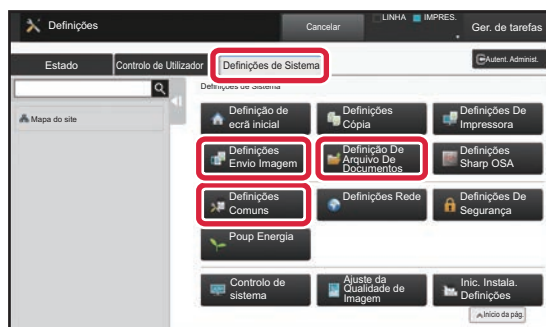 Definições
Cancelar
LINHA
IMPRES.
Ger. de tarefas
Estado
Controlo de Utilizador
Definições de Sistema
Autent. Administ.
Definições de Sistema
Mapa do site
Definição de
ecrã inicial
Definições
Cópia
Definições De
Impressora
Definições
Envio Imagem
Definição De
Arquivo De
Documentos
Definições
Sharp OSA
Definições
Comuns
Definições Rede
Definições De
Segurança
Poup Energia
Controlo de
sistema
Ajuste da
Qualidade de
Imagem
Inic. Instala.
Definições
Início da pág.